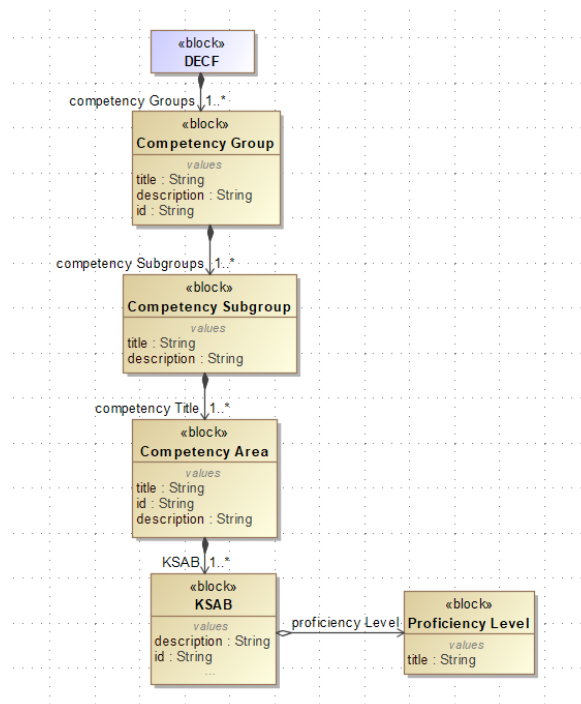 «block»
DECF
competency Groups 1..*
«block»
Competency Group
values
title : String
description : String
id : String
competency Subgroups 1..*
«block»
Competency Subgroup
values
title : String
description : String
competency Title 1..*
«block»
Competency Area
values
title : String
id : String
description : String
KSAB 1..*
«block»
KSAB
values
description : String
id : String
...
proficiency Level
«block»
Proficiency Level
values
title : String